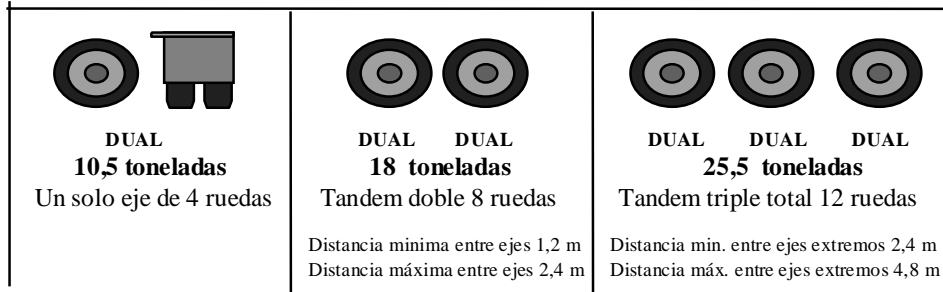 DUAL
10,5 toneladas
Un solo eje de 4 ruedas
DUAL DUAL
18 toneladas
Tandem doble 8 ruedas
Distancia minima entre ejes 1,2 m
Distancia máxima entre ejes 2,4 m
DUAL DUAL DUAL
25,5 toneladas
Tandem triple total 12 ruedas
Distancia min. entre ejes extremos 2,4 m
Distancia máx. entre ejes extremos 4,8 m